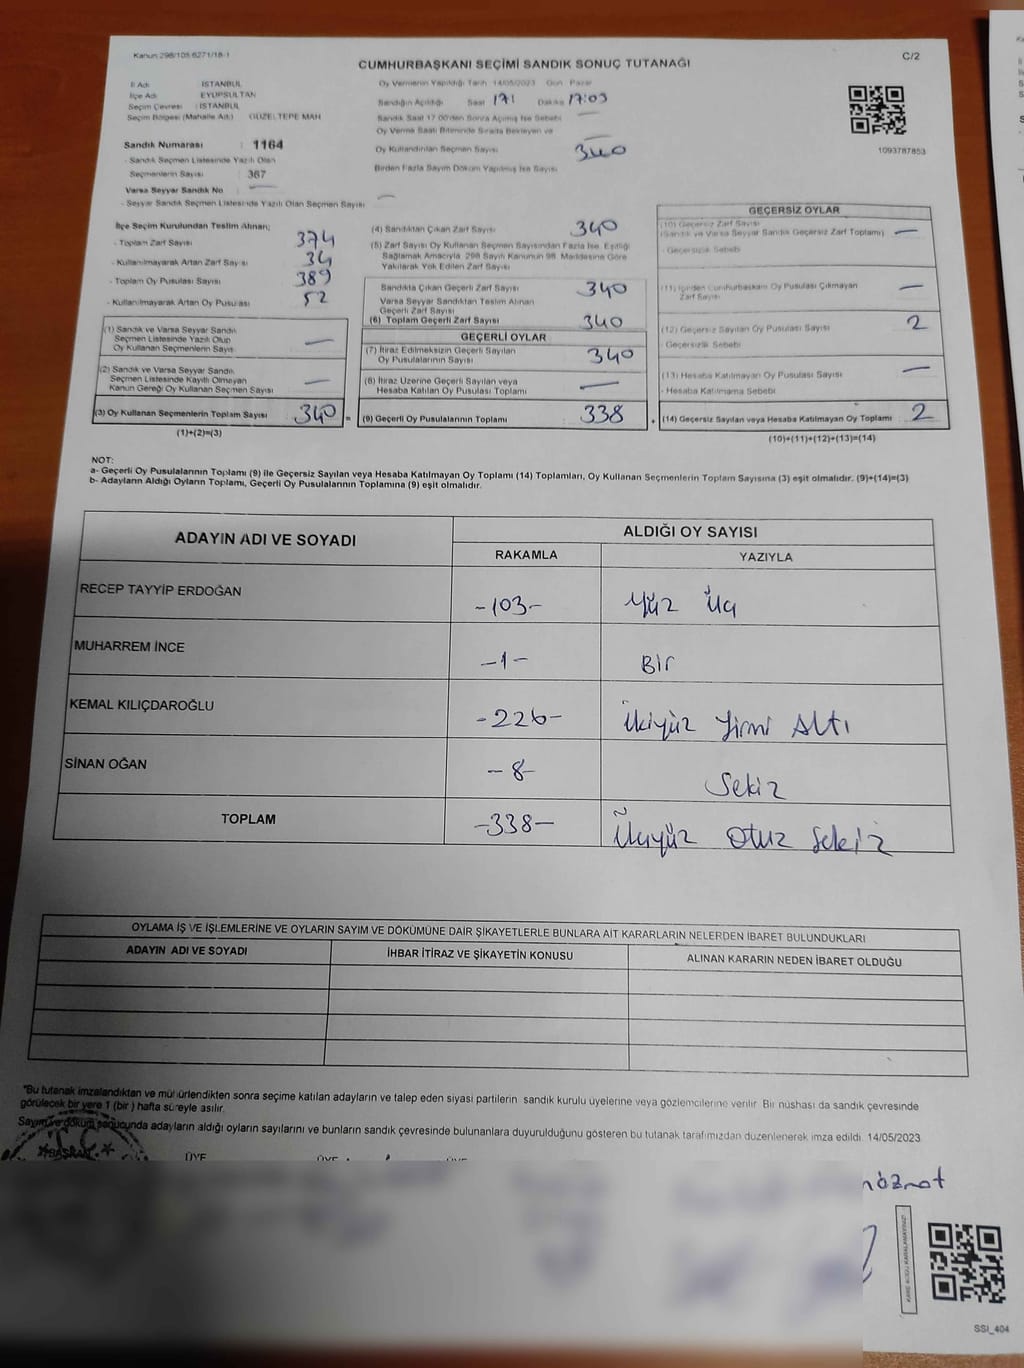 Kanun 298/105 6271/18-1
C/2
CUMHURBAŞKANI SEÇİMİ SANDIK SONUÇ TUTANAĞI
İl Adı : İSTANBUL
İlçe Adı : EYÜPSULTAN
Seçim Çevresi : İSTANBUL
Seçim Bölgesi (Mahalle Adı) GÜZELTEPE MAH
Oy Vermenin Yapıldığı Tarih 14/05/2023 Gün Pazar
Sandığın Açıldığı Saat Dakika 17:03
Sandık Saat 17 00'den Sonra Açılmış İse Sebebi
Oy Verme Saati Bitiminde Sırada Bekleyen ve
Oy Kullandırılan Seçmen Sayısı 340
Birden Fazla Sayım Döküm Yapılmış İse Sayısı
1093787853
Sandık Numarası : 1164
- Sandık Seçmen Listesinde Yazılı Olan
Seçmenlerin Sayısı : 367
Varsa Seyyar Sandık No —
- Seyyar Sandık Seçmen Listesinde Yazılı Olan Seçmen Sayısı —
İlçe Seçim Kurulundan Teslim Alınan;
- Toplam Zarf Sayısı 374
- Kullanılmayarak Artan Zarf Sayısı 34
- Toplam Oy Pusulası Sayısı 389
- Kullanılmayarak Artan Oy Pusulası 52
(1) Sandık ve Varsa Seyyar Sandık
Seçmen Listesinde Yazılı Olup
Oy Kullanan Seçmenlerin Sayısı —
(2) Sandık ve Varsa Seyyar Sandık
Seçmen Listesinde Kayıtlı Olmayan
Kanun Gereği Oy Kullanan Seçmen Sayısı —
(3) Oy Kullanan Seçmenlerin Toplam Sayısı 340 =
(1)+(2)=(3)
(4) Sandıktan Çıkan Zarf Sayısı 340
(5) Zarf Sayısı Oy Kullanan Seçmen Sayısından Fazla İse, Eşitliği
Sağlamak Amacıyla 298 Sayılı Kanunun 98. Maddesine Göre
Yakılarak Yok Edilen Zarf Sayısı
Sandıkta Çıkan Geçerli Zarf Sayısı 340
Varsa Seyyar Sandıktan Teslim Alınan
Geçerli Zarf Sayısı
(6) Toplam Geçerli Zarf Sayısı 340
GEÇERLİ OYLAR
(7) İtiraz Edilmeksizin Geçerli Sayılan
Oy Pusulalarının Sayısı 340
(8) İtiraz Üzerine Geçerli Sayılan veya
Hesaba Katılan Oy Pusulası Toplamı —
(9) Geçerli Oy Pusulalarının Toplamı 338 +
GEÇERSİZ OYLAR
(10) Geçersiz Zarf Sayısı
(Sandık ve Varsa Seyyar Sandık Geçersiz Zarf Toplamı) —
- Geçersizlik Sebebi
(11) İçinden Cumhurbaşkanı Oy Pusulası Çıkmayan
Zarf Sayısı —
(12) Geçersiz Sayılan Oy Pusulası Sayısı 2
- Geçersizlik Sebebi
(13) Hesaba Katılmayan Oy Pusulası Sayısı —
- Hesaba Katılmama Sebebi
(14) Geçersiz Sayılan veya Hesaba Katılmayan Oy Toplamı 2
(10)+(11)+(12)+(13)=(14)
NOT:
a- Geçerli Oy Pusulalarının Toplamı (9) ile Geçersiz Sayılan veya Hesaba Katılmayan Oy Toplamı (14) Toplamları, Oy Kullanan Seçmenlerin Toplam Sayısına (3) eşit olmalıdır. (9)+(14)=(3)
b- Adayların Aldığı Oyların Toplamı, Geçerli Oy Pusulalarının Toplamına (9) eşit olmalıdır.
ADAYIN ADI VE SOYADI ALDIĞI OY SAYISI
RAKAMLA YAZIYLA
RECEP TAYYİP ERDOĞAN -103- Yüz Üç
MUHARREM İNCE -1- Bir
KEMAL KILIÇDAROĞLU -226- İkiyüz Yirmi Altı
SİNAN OĞAN -8- Sekiz
TOPLAM -338- Üçyüz Otuz Sekiz
OYLAMA İŞ VE İŞLEMLERİNE VE OYLARIN SAYIM VE DÖKÜMÜNE DAİR ŞİKAYETLERLE BUNLARA AİT KARARLARIN NELERDEN İBARET BULUNDUKLARI
ADAYIN ADI VE SOYADI İHBAR İTİRAZ VE ŞİKAYETİN KONUSU ALINAN KARARIN NEDEN İBARET OLDUĞU
"Bu tutanak imzalandıktan ve mühürlendikten sonra seçime katılan adayların ve talep eden siyasi partilerin sandık kurulu üyelerine veya gözlemcilerine verilir. Bir nüshası da sandık çevresinde
görülecek bir yere 1 (bir ) hafta süreyle asılır.
Sayım ve döküm sonucunda adayların aldığı oyların sayılarını ve bunların sandık çevresinde bulunanlara duyurulduğunu gösteren bu tutanak tarafımızdan düzenlenerek imza edildi. 14/05/2023
BAŞKAN ÜYE ÜYE ÜYE
SSI_404